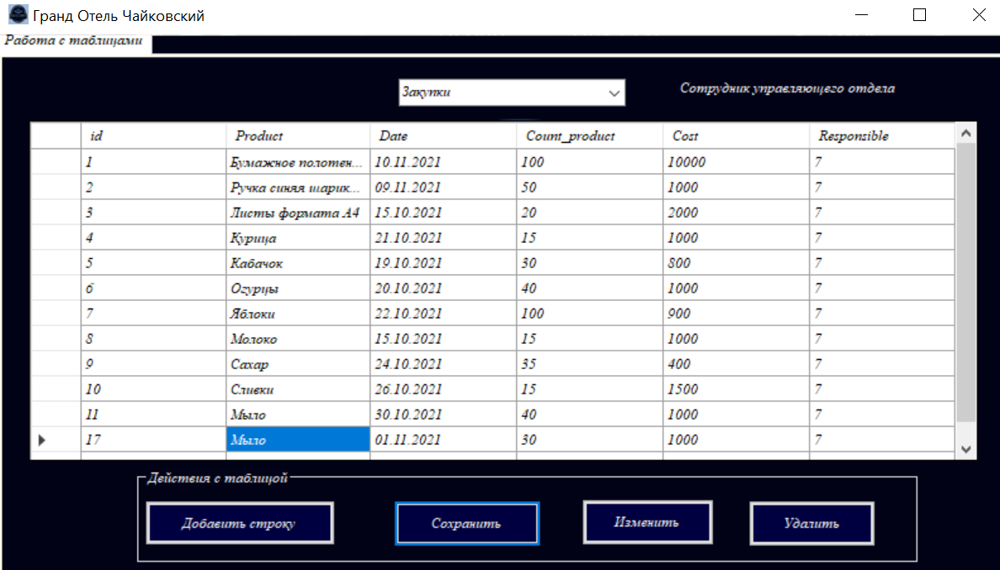 Гранд Отель Чайковский
Работа с таблицами
Закупки
Сотрудник управляющего отдела
id Product Date Count_product Cost Responsible
1 Бумажное полотен... 10.11.2021 100 10000 7
2 Ручка синяя шарик... 09.11.2021 50 1000 7
3 Листы формата А4 15.10.2021 20 2000 7
4 Курица 21.10.2021 15 1000 7
5 Кабачок 19.10.2021 30 800 7
6 Огурцы 20.10.2021 40 1000 7
7 Яблоки 22.10.2021 100 900 7
8 Молоко 15.10.2021 15 1000 7
9 Сахар 24.10.2021 35 400 7
10 Сливки 26.10.2021 15 1500 7
11 Мыло 30.10.2021 40 1000 7
17 Мыло 01.11.2021 30 1000 7
Действия с таблицой
Добавить строку Сохранить Изменить Удалить